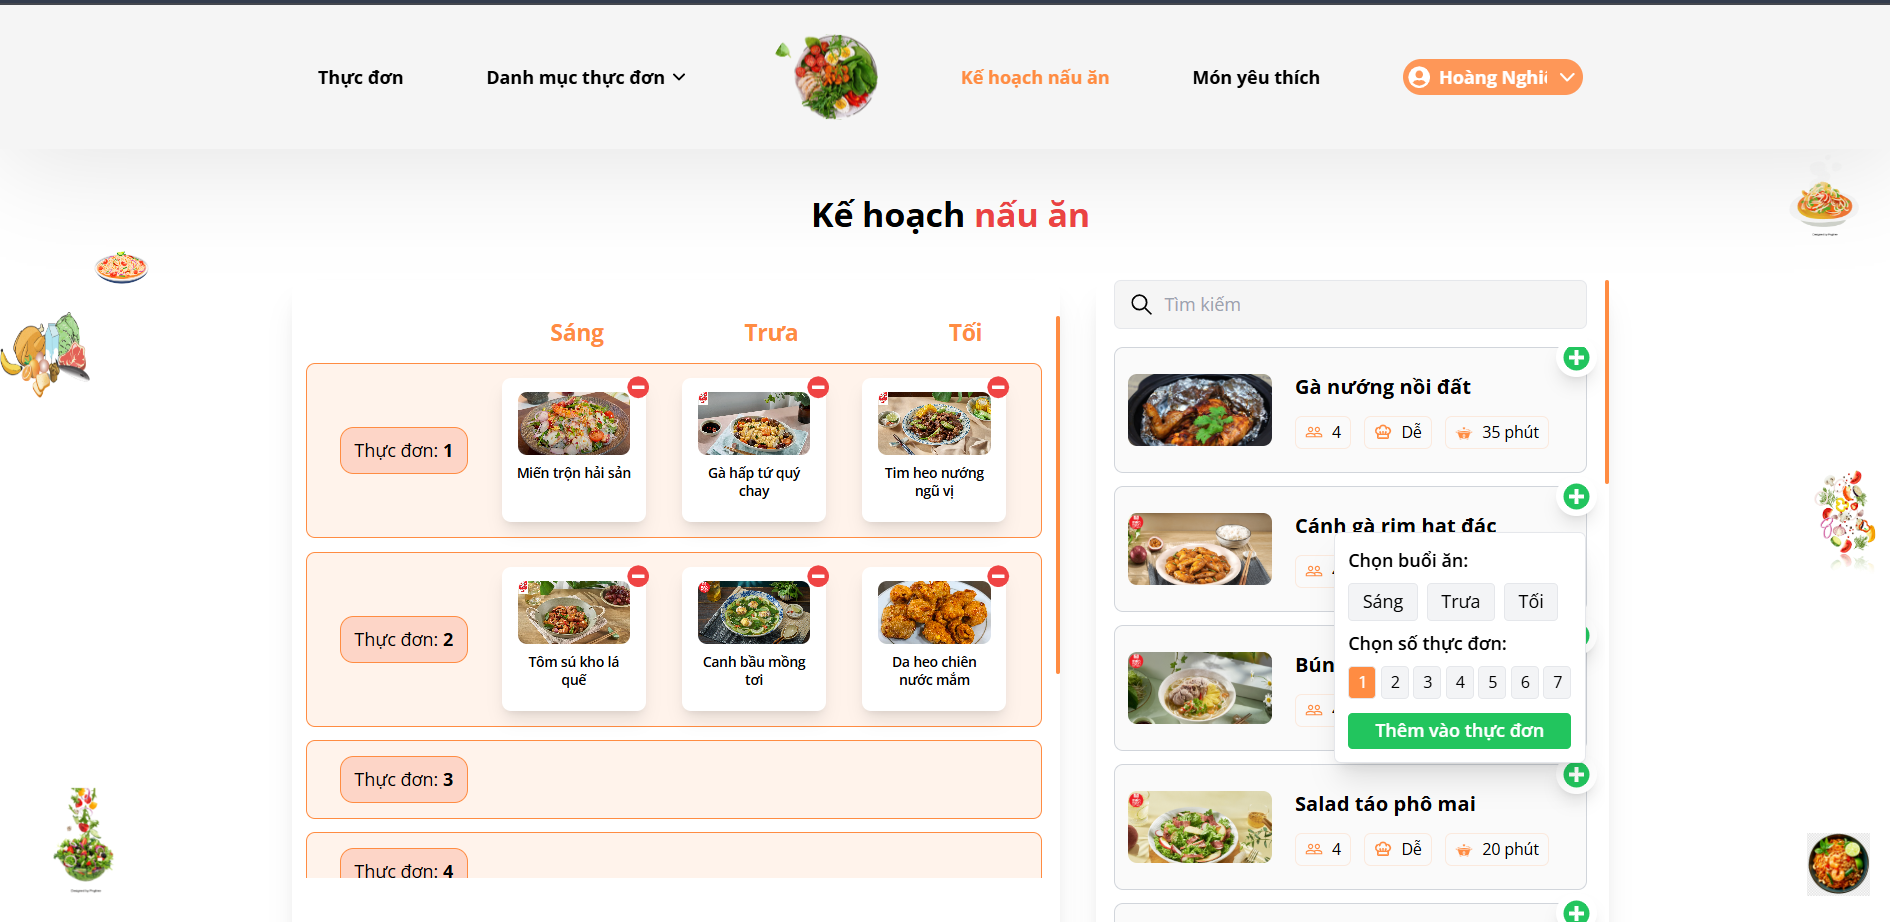 Thực đơn
Danh mục thực đơn
Kế hoạch nấu ăn
Món yêu thích
Hoàng Nghi
Kế hoạch nấu ăn
Sáng
Trưa
Tối
Thực đơn: 1
Miến trộn hải sản
Gà hấp tứ quý
chay
Tim heo nướng
ngũ vị
Thực đơn: 2
Tôm sú kho lá
quế
Canh bầu mồng
tơi
Da heo chiên
nước mắm
Thực đơn: 3
Thực đơn: 4
Tìm kiếm
Gà nướng nồi đất
4
Dễ
35 phút
Cánh gà rim hạt đác
Chọn buổi ăn:
Sáng
Trưa
Tối
Chọn số thực đơn:
1
2
3
4
5
6
7
Thêm vào thực đơn
Bún
Salad táo phô mai
4
Dễ
20 phút